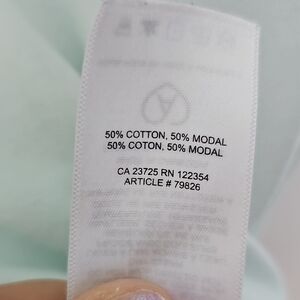 50% COTTON, 50% MODAL
50% COTON, 50% MODAL
CA 23725 RN 122354
ARTICLE # 79826